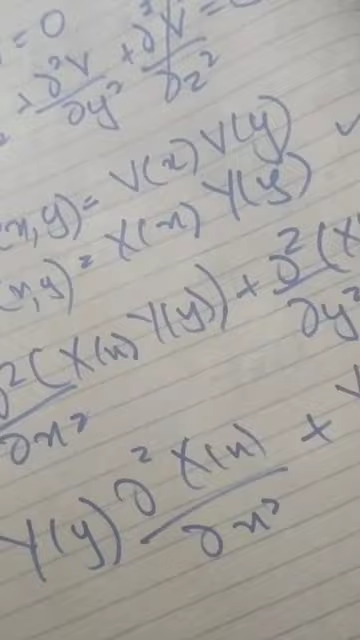 = 0
∂²V/∂y² + ∂²V/∂z² =
(x,y) = V(x) V(y)
(x,y) = X(x) Y(y)
∂²(X(x) Y(y))/∂x² + ∂²(X/∂y²
Y(y) ∂²X(x)/∂x² +